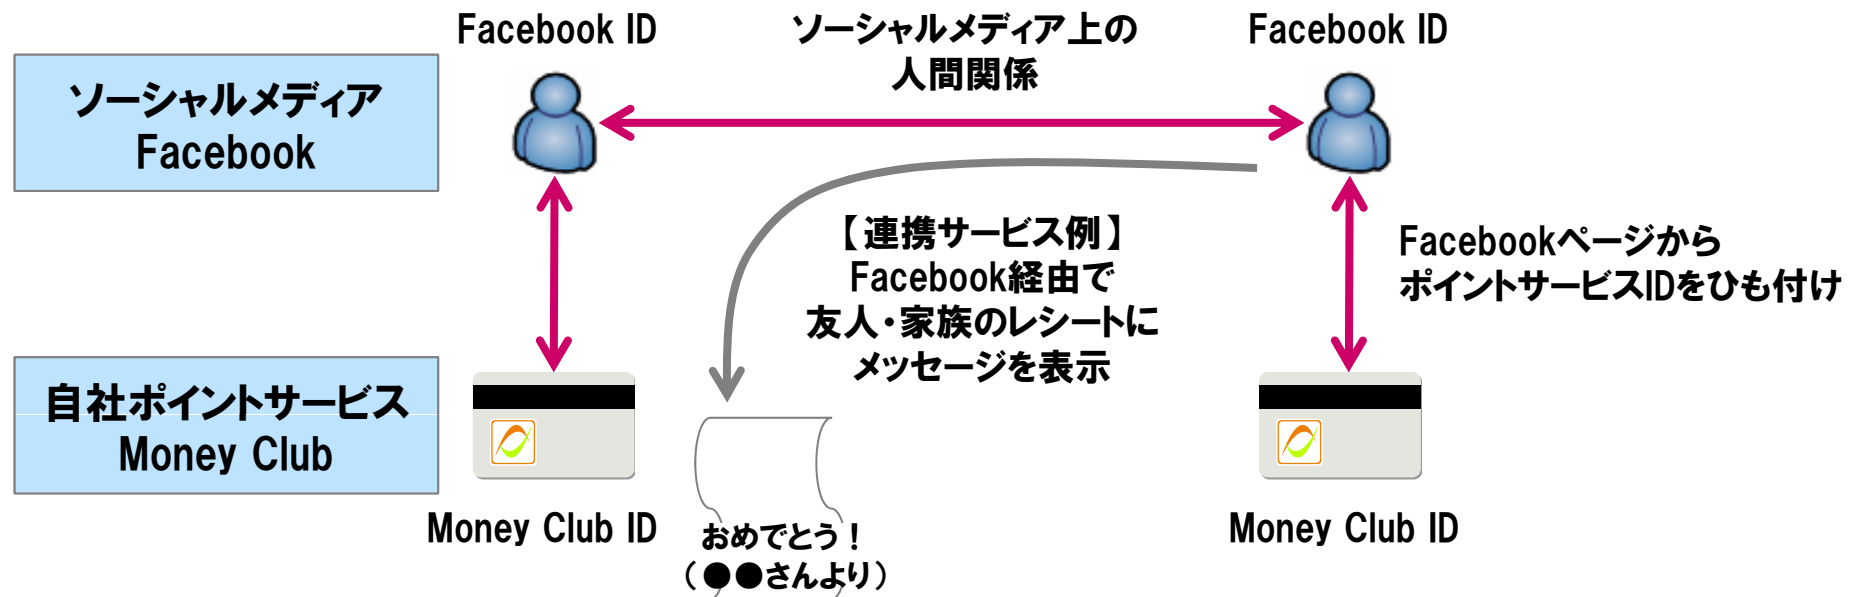 Facebook ID
ソーシャルメディア上の
人間関係
Facebook ID
ソーシャルメディア
Facebook
【連携サービス例】
Facebook経由で
友人・家族のレシートに
メッセージを表示
Facebookページから
ポイントサービスIDをひも付け
自社ポイントサービス
Money Club
Money Club ID
おめでとう！
（●●さんより）
Money Club ID